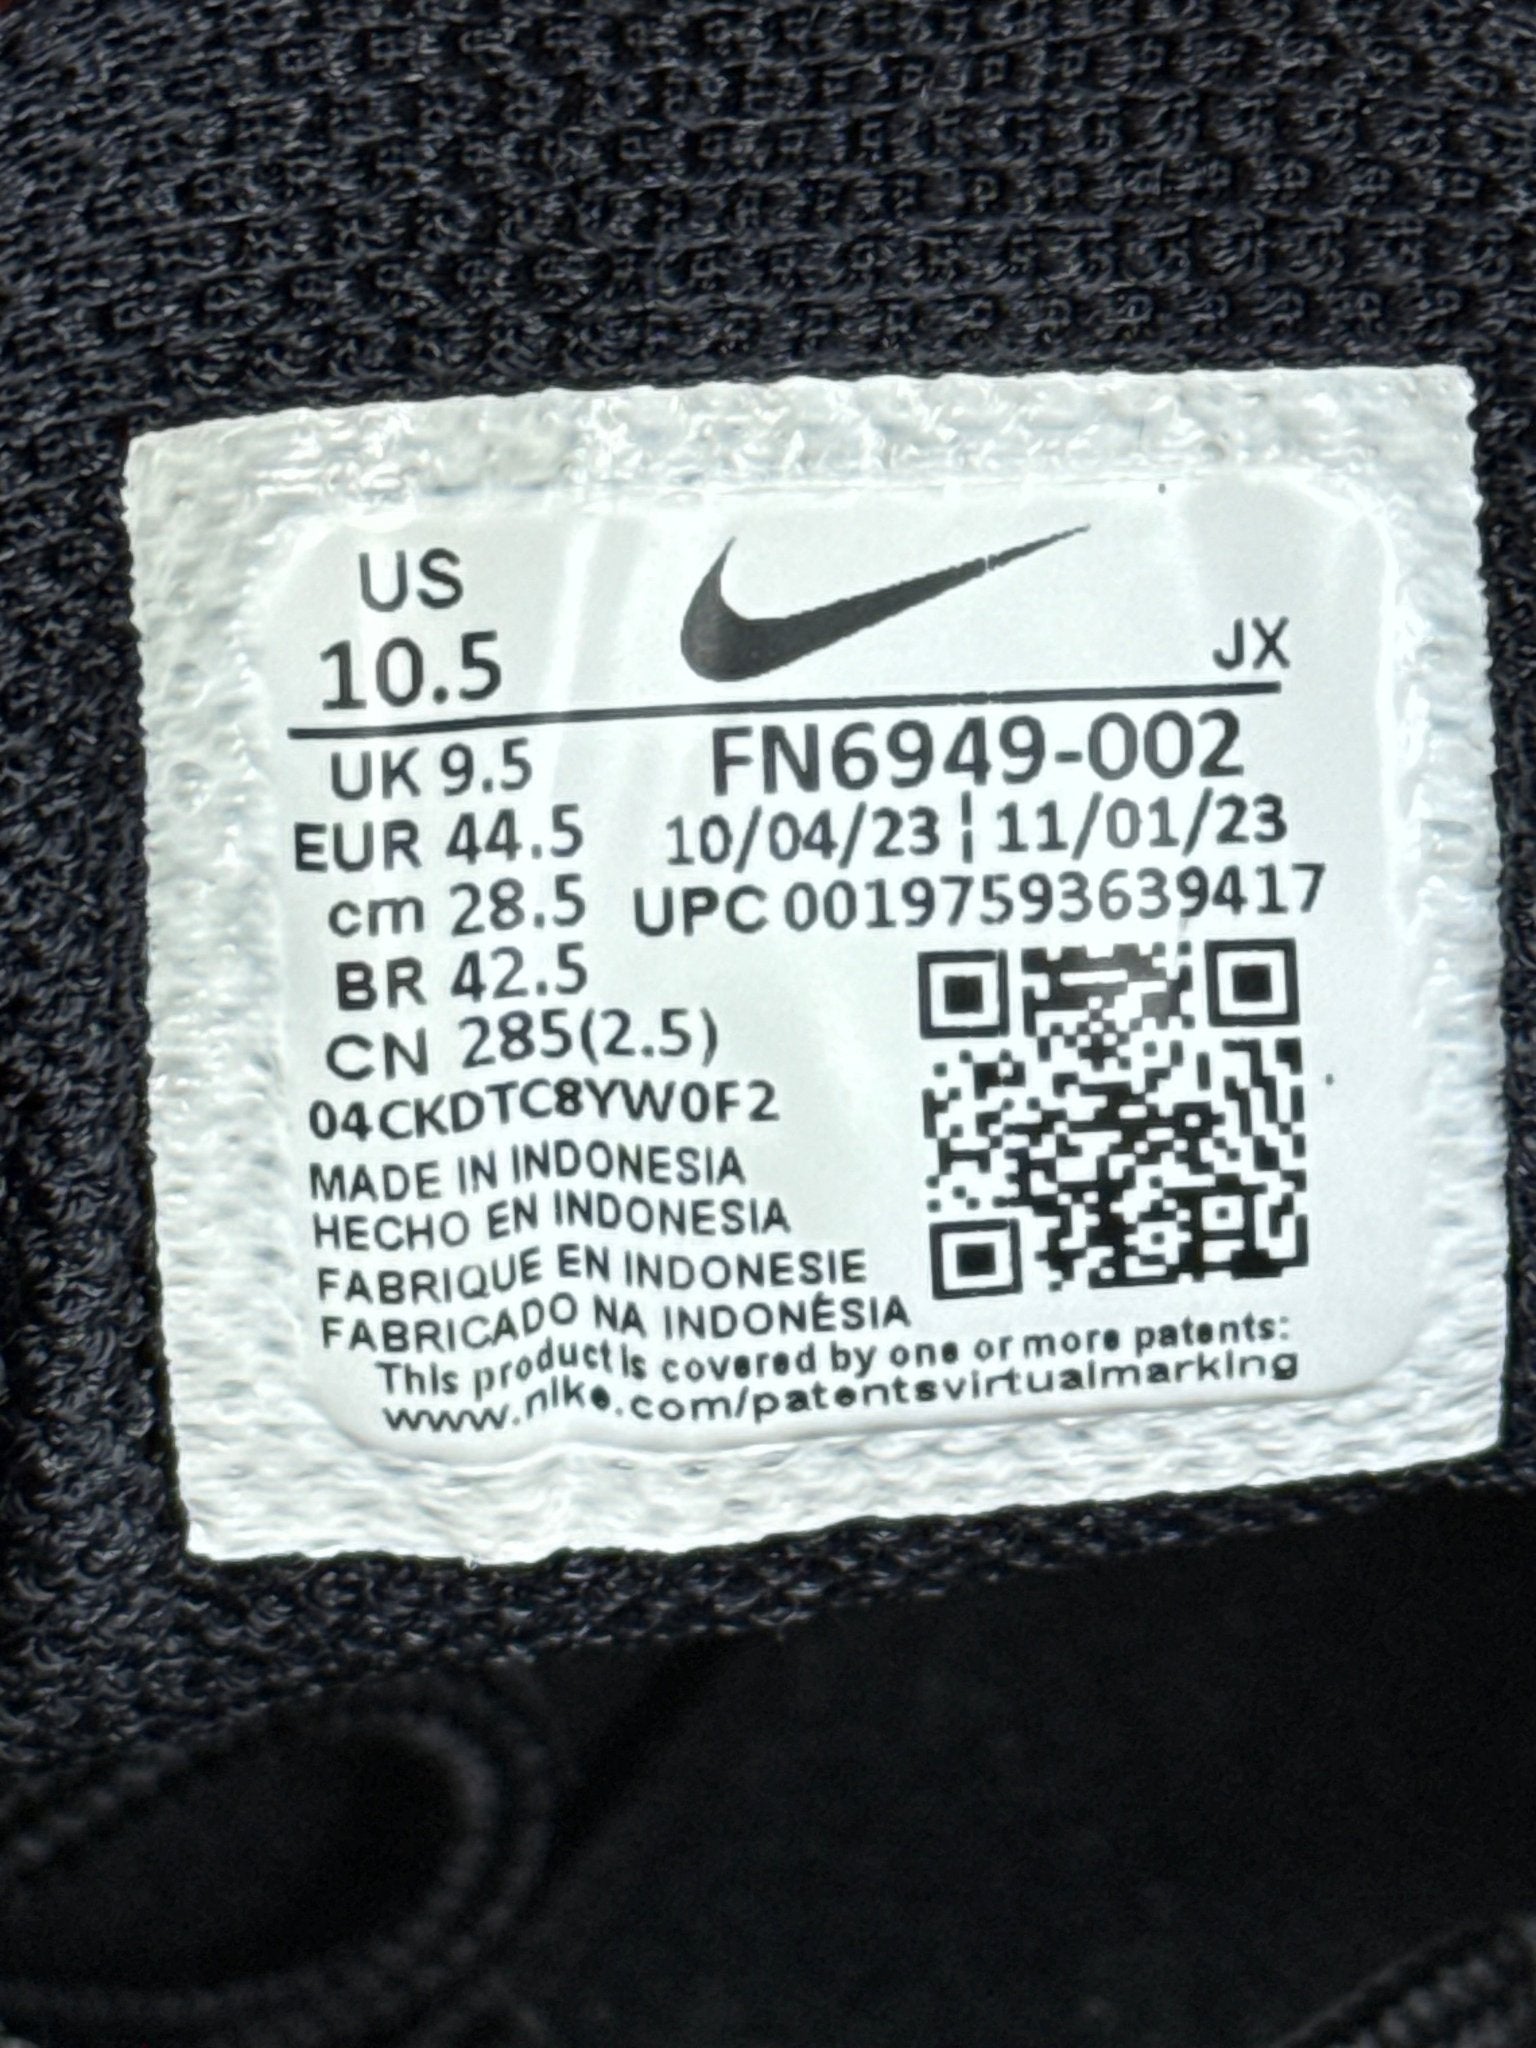 US
10.5
JX
UK 9.5
FN6949-002
EUR 44.5
10/04/23 ¦ 11/01/23
cm 28.5
UPC 00197593639417
BR 42.5
CN 285(2.5)
04CKDTC8YW0F2
MADE IN INDONESIA
HECHO EN INDONESIA
FABRIQUE EN INDONESIE
FABRICADO NA INDONÉSIA
This product is covered by one or more patents:
www.nike.com/patentsvirtualmarking